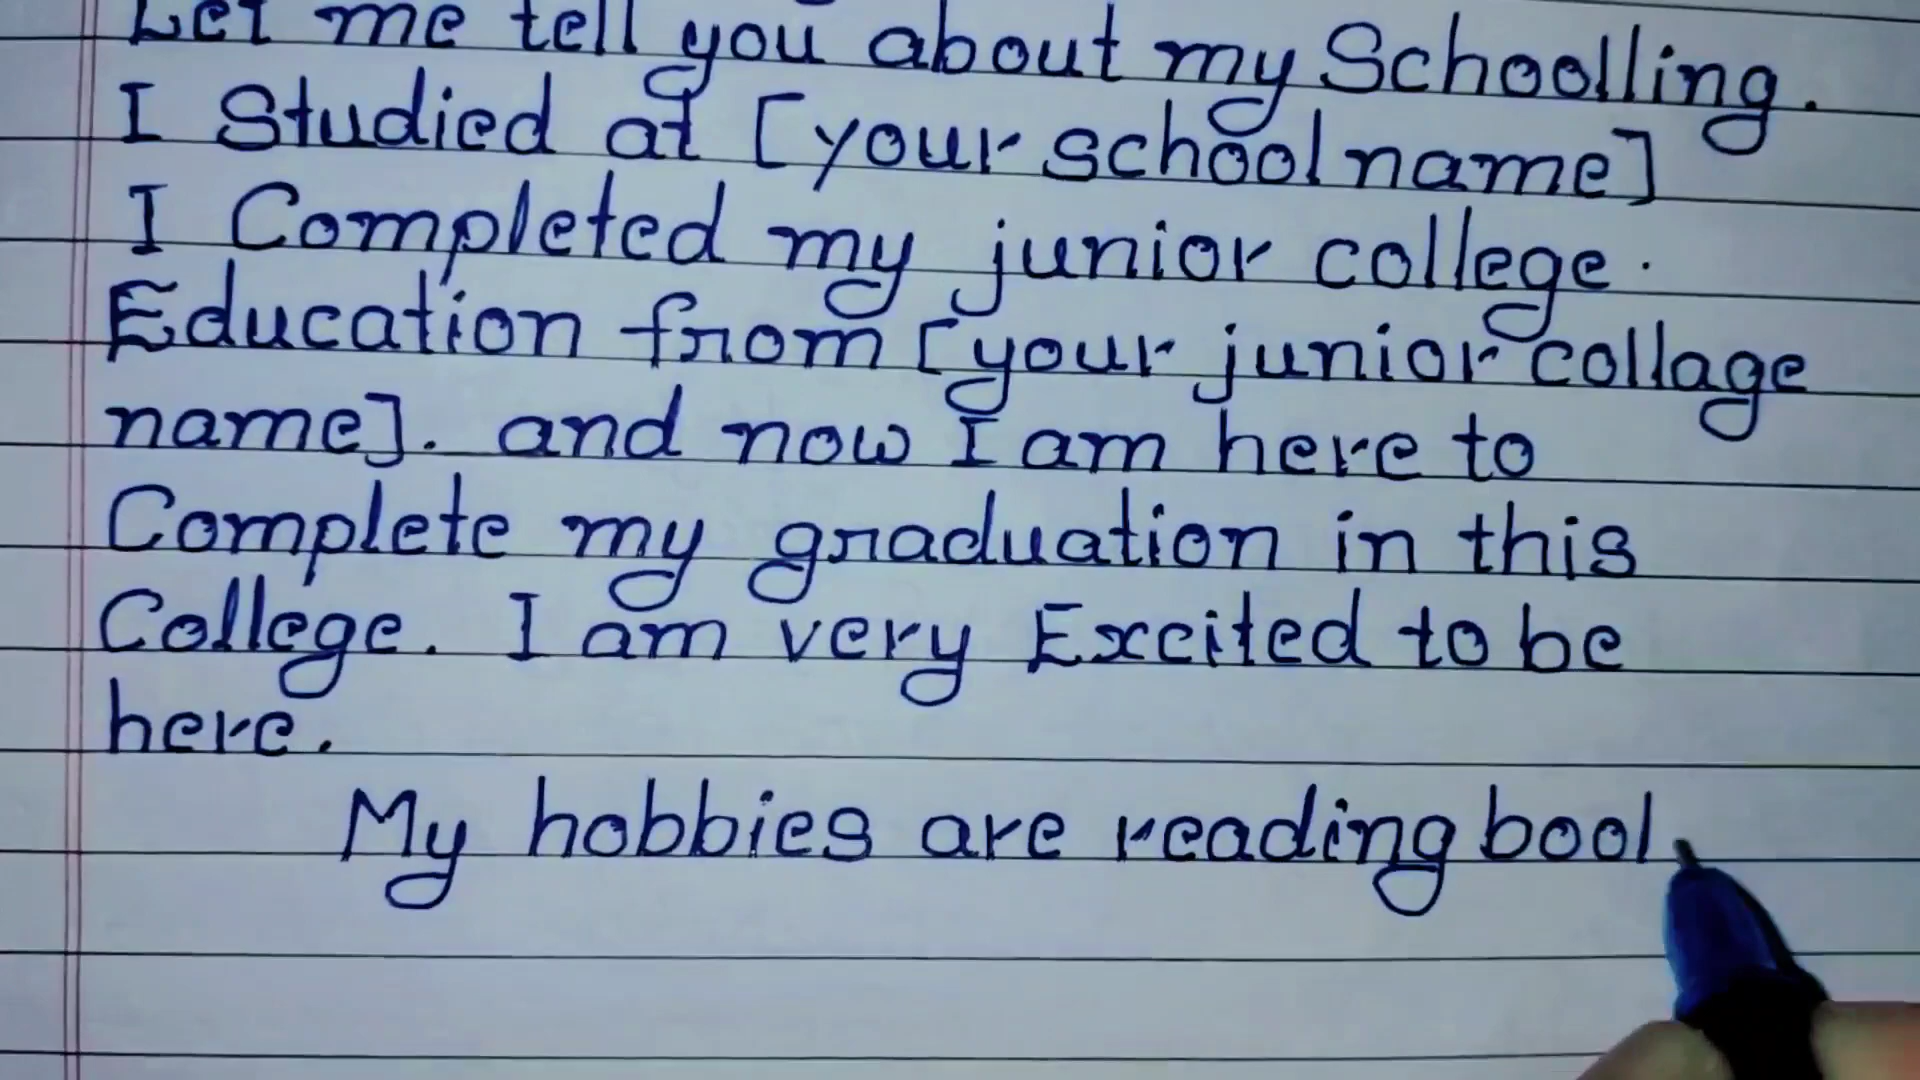 Let me tell you about my Schoolling.
I Studied at [your school name]
I Completed my junior college.
Education from [your junior collage
name]. and now I am here to
Complete my graduation in this
College. I am very Excited to be
here.
My hobbies are reading bool